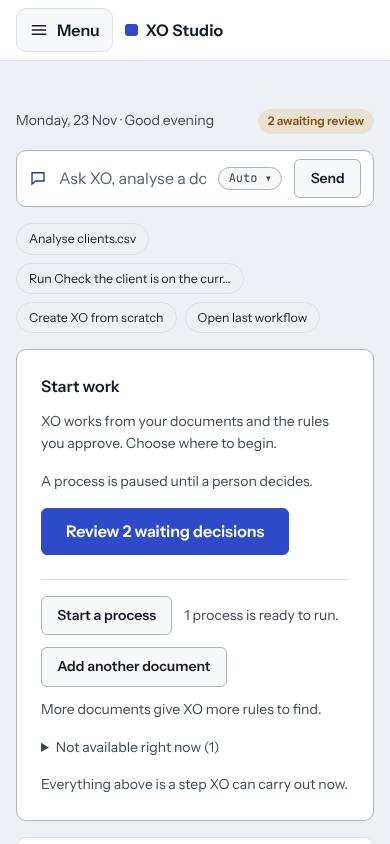 Menu
XO Studio
Monday, 23 Nov · Good evening
2 awaiting review
Ask XO, analyse a do
Auto ▾
Send
Analyse clients.csv
Run Check the client is on the curr…
Create XO from scratch
Open last workflow
Start work
XO works from your documents and the rules
you approve. Choose where to begin.
A process is paused until a person decides.
Review 2 waiting decisions
Start a process
1 process is ready to run.
Add another document
More documents give XO more rules to find.
▶ Not available right now (1)
Everything above is a step XO can carry out now.